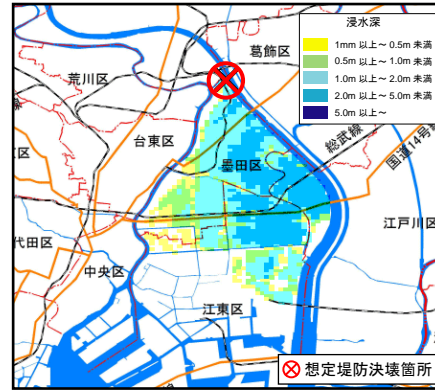 浸水深
1mm 以上～ 0.5m 未満
0.5m 以上～ 1.0m 未満
1.0m 以上～ 2.0m 未満
2.0m 以上～ 5.0m 未満
5.0m 以上～
葛飾区
荒川区
台東区
墨田区
総武線
国道14号
区
江戸川区
代田区
中央区
江東区
想定堤防決壊箇所